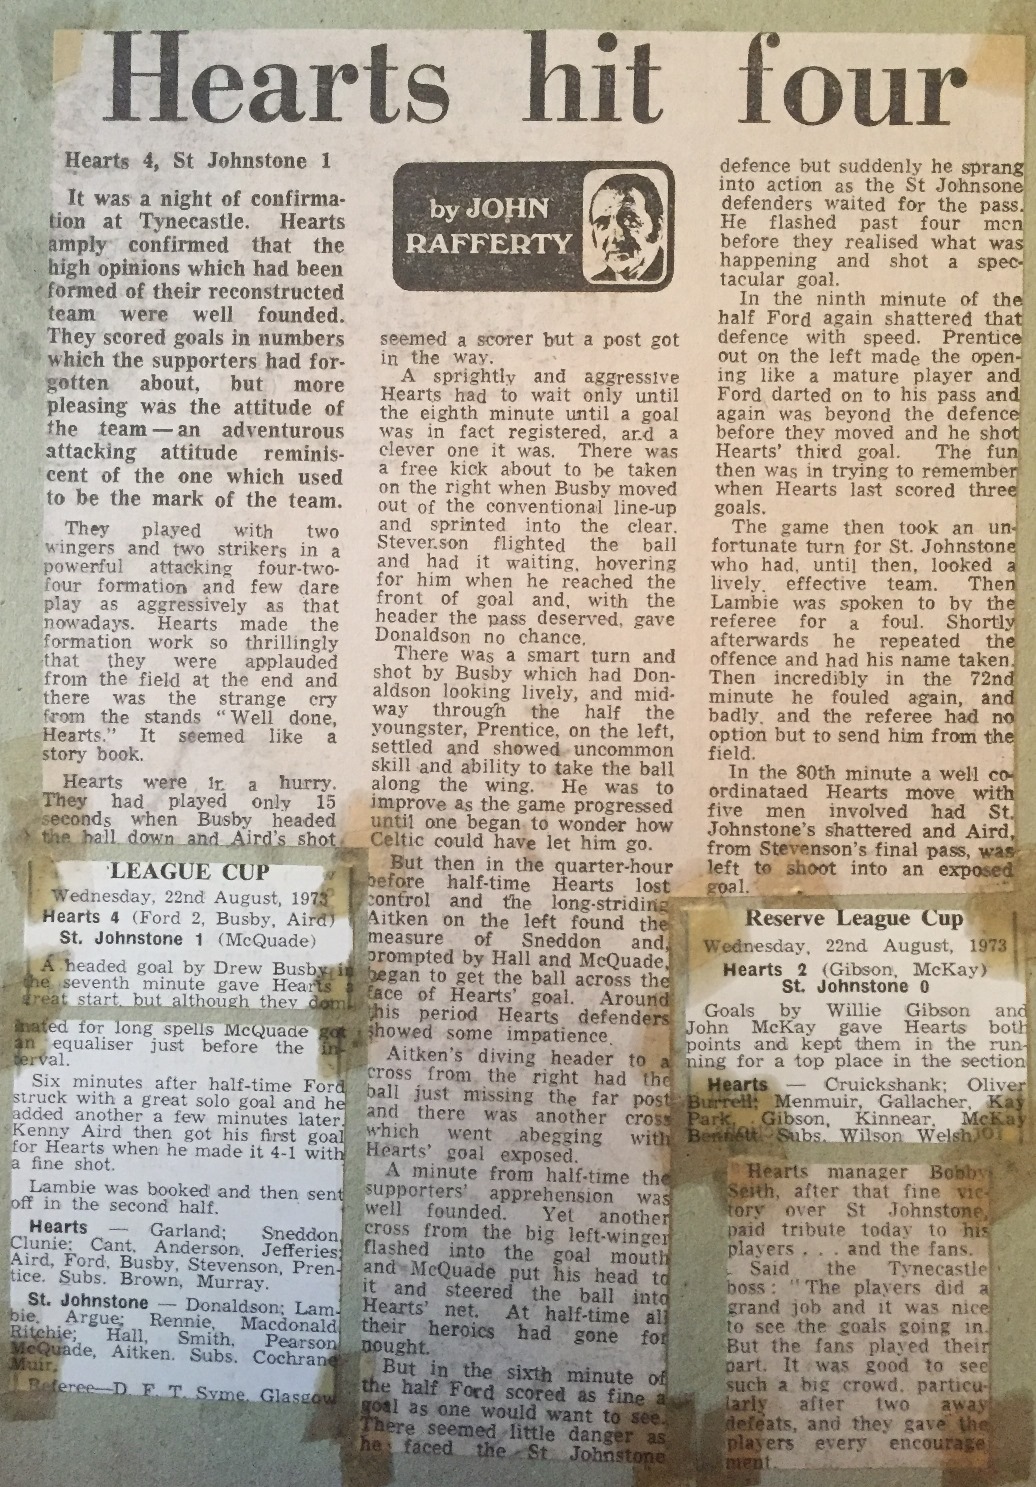 Hearts hit four
Hearts 4, St Johnstone 1
It was a night of confirma-
tion at Tynecastle. Hearts
amply confirmed that the
high opinions which had been
formed of their reconstructed
team were well founded.
They scored goals in numbers
which the supporters had for-
gotten about, but more
pleasing was the attitude of
the team — an adventurous
attacking attitude reminis-
cent of the one which used
to be the mark of the team.
They played with two
wingers and two strikers in a
powerful attacking four-two-
four formation and few dare
play as aggressively as that
nowadays. Hearts made the
formation work so thrillingly
that they were applauded
from the field at the end and
there was the strange cry
from the stands "Well done,
Hearts." It seemed like a
story book.
Hearts were in a hurry.
They had played only 15
seconds when Busby headed
the ball down and Aird's shot
by JOHN
RAFFERTY
seemed a scorer but a post got
in the way.
A sprightly and aggressive
Hearts had to wait only until
the eighth minute until a goal
was in fact registered, and a
clever one it was. There was
a free kick about to be taken
on the right when Busby moved
out of the conventional line-up
and sprinted into the clear.
Stevenson flighted the ball
and had it waiting, hovering
for him when he reached the
front of goal and, with the
header the pass deserved, gave
Donaldson no chance.
There was a smart turn and
shot by Busby which had Don-
aldson looking lively, and mid-
way through the half the
youngster, Prentice, on the left,
settled and showed uncommon
skill and ability to take the ball
along the wing. He was to
improve as the game progressed
until one began to wonder how
Celtic could have let him go.
But then in the quarter-hour
before half-time Hearts lost
control and the long-striding
Aitken on the left found the
measure of Sneddon and,
prompted by Hall and McQuade,
began to get the ball across the
face of Hearts' goal. Around
this period Hearts defenders
showed some impatience.
Aitken's diving header to a
cross from the right had the
ball just missing the far post
and there was another cross
which went abegging with
Hearts' goal exposed.
A minute from half-time the
supporters' apprehension was
well founded. Yet another
cross from the big left-winger
flashed into the goal mouth
and McQuade put his head to
it and steered the ball into
Hearts' net. At half-time all
their heroics had gone for
nought.
But in the sixth minute of
the half Ford scored as fine a
goal as one would want to see.
There seemed little danger as
he faced the St Johnstone
defence but suddenly he sprang
into action as the St Johnsone
defenders waited for the pass.
He flashed past four men
before they realised what was
happening and shot a spec-
tacular goal.
In the ninth minute of the
half Ford again shattered that
defence with speed. Prentice
out on the left made the open-
ing like a mature player and
Ford darted on to his pass and
again was beyond the defence
before they moved and he shot
Hearts' third goal. The fun
then was in trying to remember
when Hearts last scored three
goals.
The game then took an un-
fortunate turn for St. Johnstone
who had, until then, looked a
lively, effective team. Then
Lambie was spoken to by the
referee for a foul. Shortly
afterwards he repeated the
offence and had his name taken.
Then incredibly in the 72nd
minute he fouled again, and
badly, and the referee had no
option but to send him from the
field.
In the 80th minute a well co-
ordinataed Hearts move with
five men involved had St.
Johnstone's shattered and Aird,
from Stevenson's final pass, was
left to shoot into an exposed
goal.
LEAGUE CUP
Wednesday, 22nd August, 1973
Hearts 4 (Ford 2, Busby, Aird)
St. Johnstone 1 (McQuade)
A headed goal by Drew Busby in
the seventh minute gave Hearts a
great start, but although they domi-
nated for long spells McQuade got
an equaliser just before the in-
terval.
Six minutes after half-time Ford
struck with a great solo goal and he
added another a few minutes later.
Kenny Aird then got his first goal
for Hearts when he made it 4-1 with
a fine shot.
Lambie was booked and then sent
off in the second half.
Hearts — Garland; Sneddon,
Clunie; Cant, Anderson, Jefferies;
Aird, Ford, Busby, Stevenson, Pren-
tice. Subs. Brown, Murray.
St. Johnstone — Donaldson; Lam-
bie, Argue; Rennie, Macdonald
Ritchie; Hall, Smith, Pearson
McQuade, Aitken. Subs. Cochrane
Muir.
Referee—D. F. T. Syme, Glasgow
Reserve League Cup
Wednesday, 22nd August, 1973
Hearts 2 (Gibson, McKay)
St. Johnstone 0
Goals by Willie Gibson and
John McKay gave Hearts both
points and kept them in the run-
ning for a top place in the section
Hearts — Cruickshank; Oliver
Burrell; Menmuir, Gallacher, Kay
Park, Gibson, Kinnear, McKay
Bennett. Subs. Wilson Welsh
Hearts manager Bobby
Seith, after that fine vic-
tory over St Johnstone,
paid tribute today to his
players . . . and the fans.
Said the Tynecastle
boss: "The players did a
grand job and it was nice
to see the goals going in.
But the fans played their
part. It was good to see
such a big crowd, particu-
larly after two away
defeats, and they gave the
players every encourage
ment.